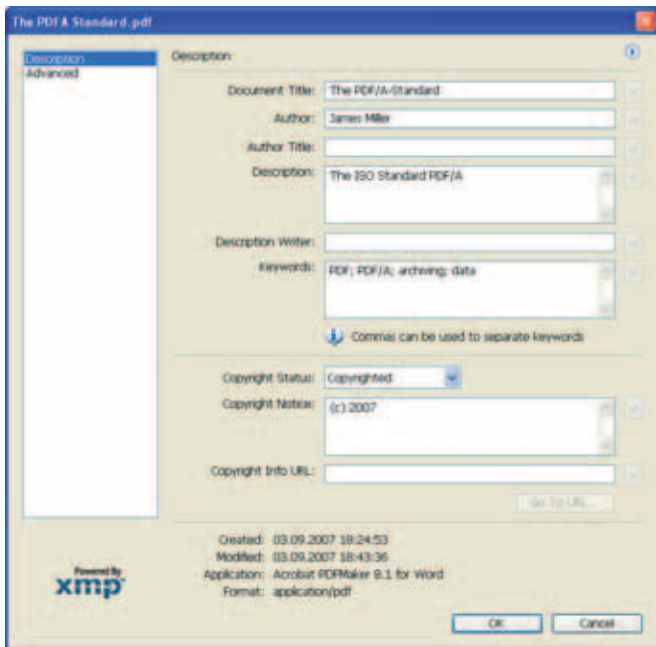 The PDF/A Standard.pdf
Description
Advanced
Description
Document Title: The PDF/A-Standard
Author: James Miller
Author Title:
Description: The ISO Standard PDF/A
Description Writer:
Keywords: PDF; PDF/A; archiving; data
Commas can be used to separate keywords
Copyright Status: Copyrighted
Copyright Notice: (c) 2007
Copyright Info URL:
Go To URL...
Created: 03.09.2007 18:24:53
Modified: 03.09.2007 18:43:36
Application: Acrobat PDFMaker 8.1 for Word
Format: application/pdf
Powered By
xmp
OK
Cancel